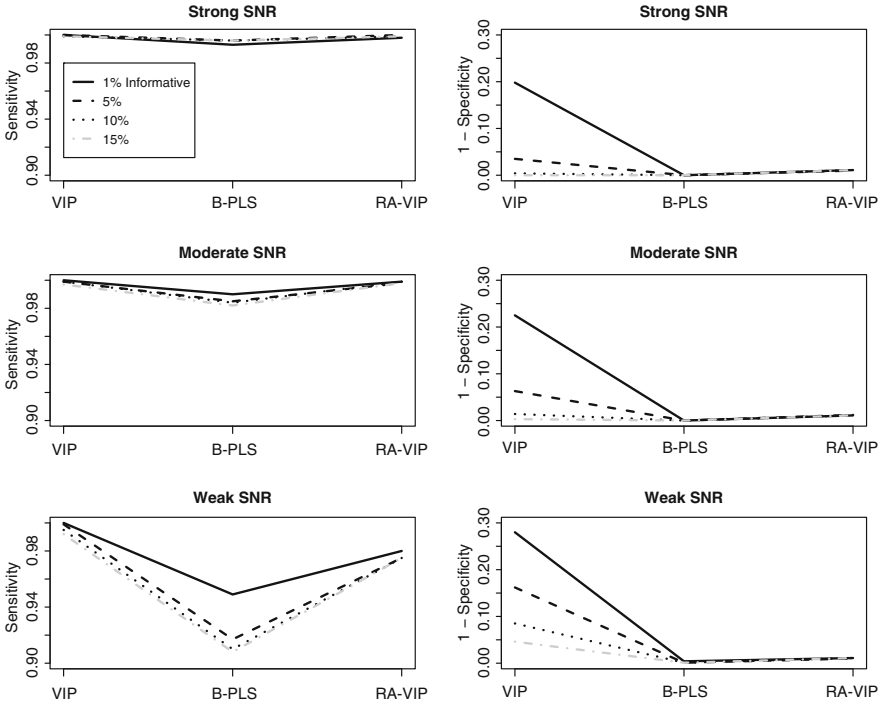 Strong SNR
Sensitivity
0.90 0.94 0.98
1% Informative
5%
10%
15%
VIP B-PLS RA-VIP
Strong SNR
1 − Specificity
0.00 0.10 0.20 0.30
VIP B-PLS RA-VIP
Moderate SNR
Sensitivity
0.90 0.94 0.98
VIP B-PLS RA-VIP
Moderate SNR
1 − Specificity
0.00 0.10 0.20 0.30
VIP B-PLS RA-VIP
Weak SNR
Sensitivity
0.90 0.94 0.98
VIP B-PLS RA-VIP
Weak SNR
1 − Specificity
0.00 0.10 0.20 0.30
VIP B-PLS RA-VIP